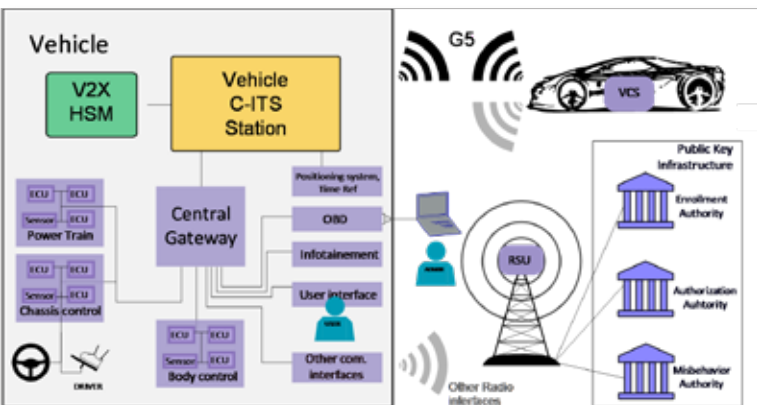 Vehicle
V2X
HSM
Vehicle
C-ITS
Station
G5
VCS
Public Key
Infrastructure
Positioning system,
Time Ref
ECU
ECU
Sensor
ECU
Power Train
Central
Gateway
OBD
Enrollment
Authority
Infotainement
RSU
ECU
ECU
Sensor
ECU
Chassis control
User interface
USER
Authorization
Auhtority
ECU
ECU
Sensor
ECU
Body control
Other com.
interfaces
DRIVER
Other Radio
interfaces
Misbehavior
Authority